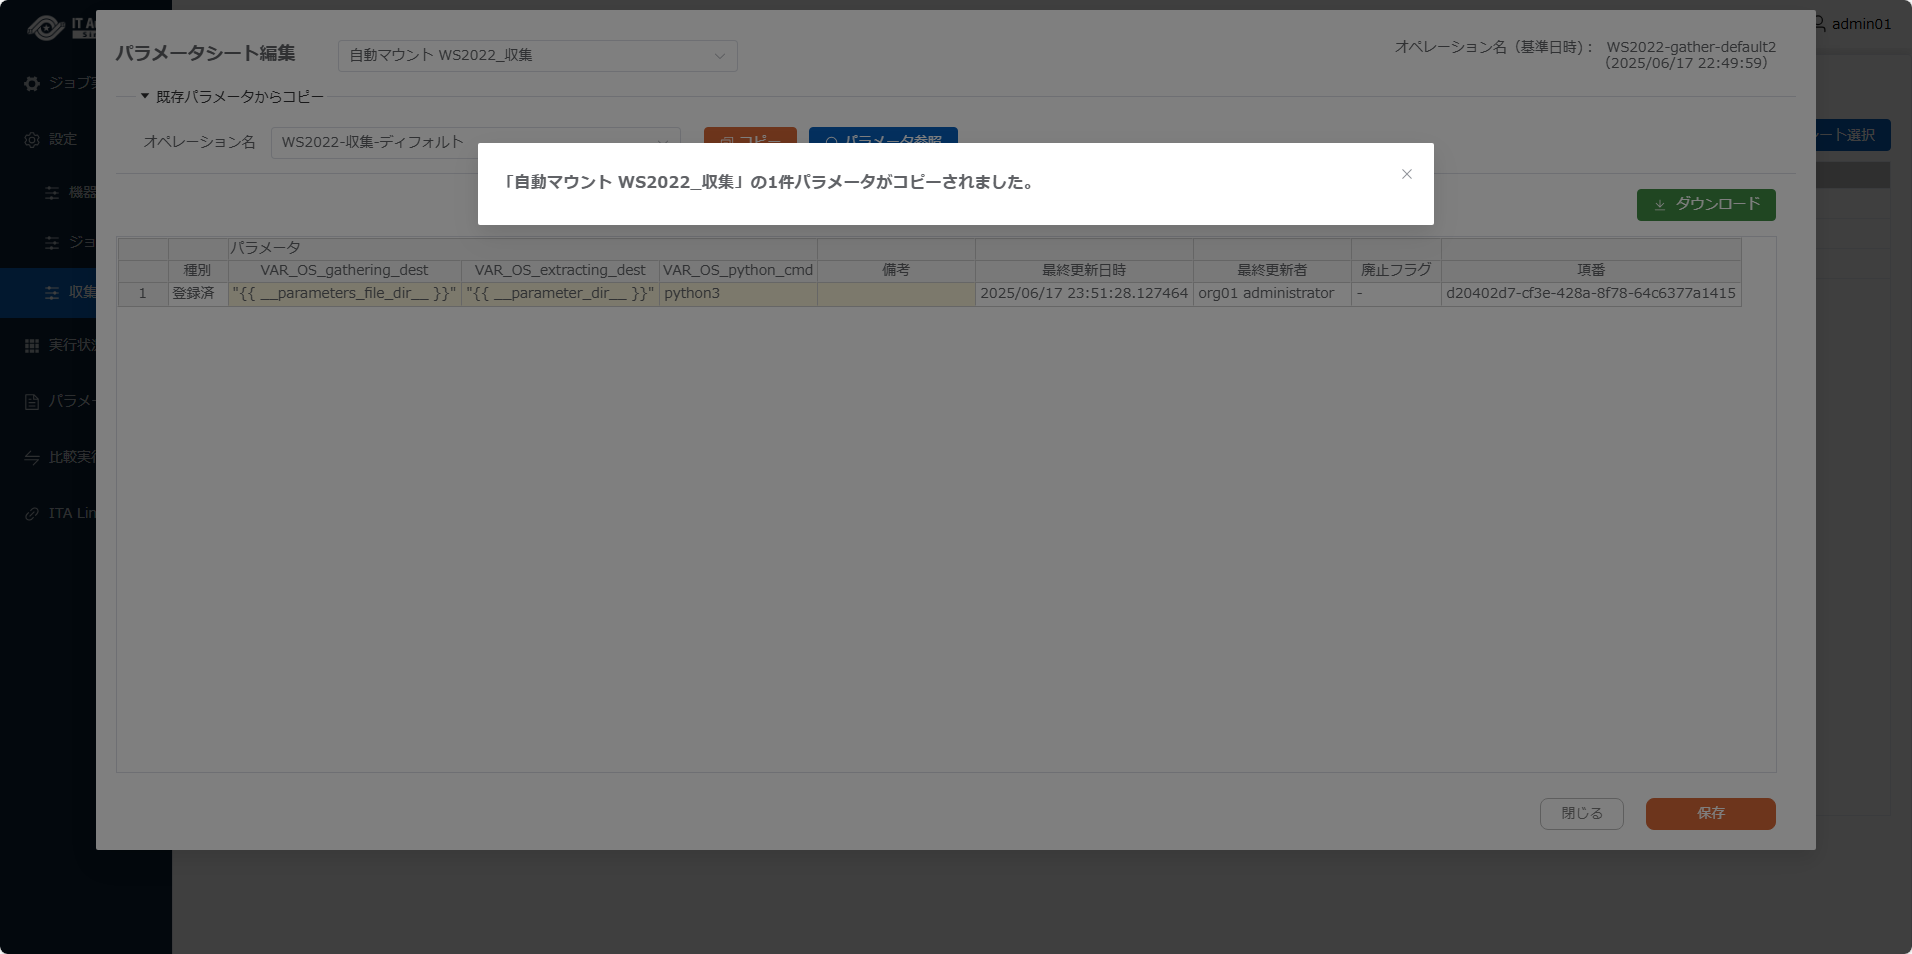 IT A
admin01
パラメータシート編集
自動マウント WS2022_収集
オペレーション名（基準日時）：
WS2022-gather-default2
（2025/06/17 22:49:59）
ジョブ実
既存パラメータからコピー
設定
オペレーション名
WS2022-収集-ディフォルト
コピー
パラメータ参照
ート選択
「自動マウント WS2022_収集」の1件パラメータがコピーされました。
機器
ダウンロード
ジョ
パラメータ
種別 VAR_OS_gathering_dest VAR_OS_extracting_dest VAR_OS_python_cmd 備考 最終更新日時 最終更新者 廃止フラグ 項番
収集
1 登録済 "{{ __parameters_file_dir__ }}" "{{ __parameter_dir__ }}" python3 2025/06/17 23:51:28.127464 org01 administrator - d20402d7-cf3e-428a-8f78-64c6377a1415
実行状況
パラメー
比較実行
ITA Lin
閉じる
保存